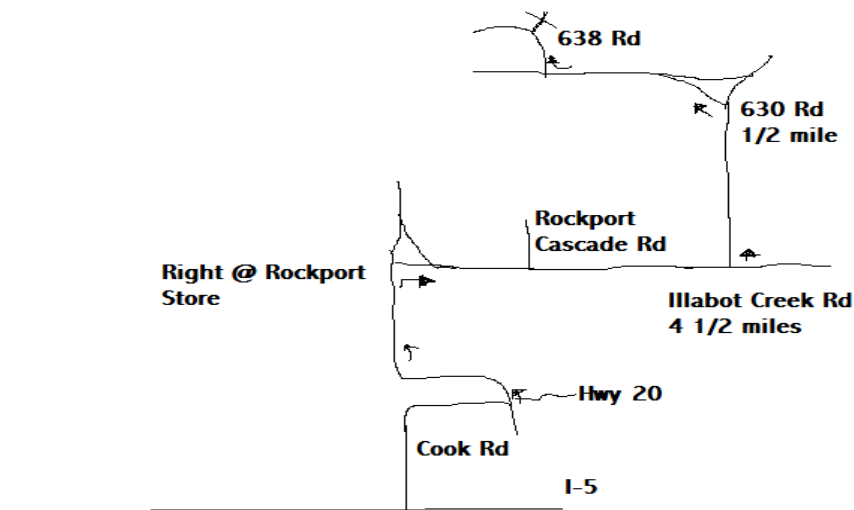 638 Rd
630 Rd
1/2 mile
Rockport
Cascade Rd
Right @ Rockport
Store
Illabot Creek Rd
4 1/2 miles
Hwy 20
Cook Rd
I-5